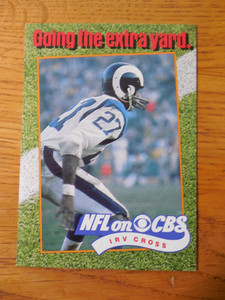 Going the extra yard.
27
NFL on CBS
IRV CROSS